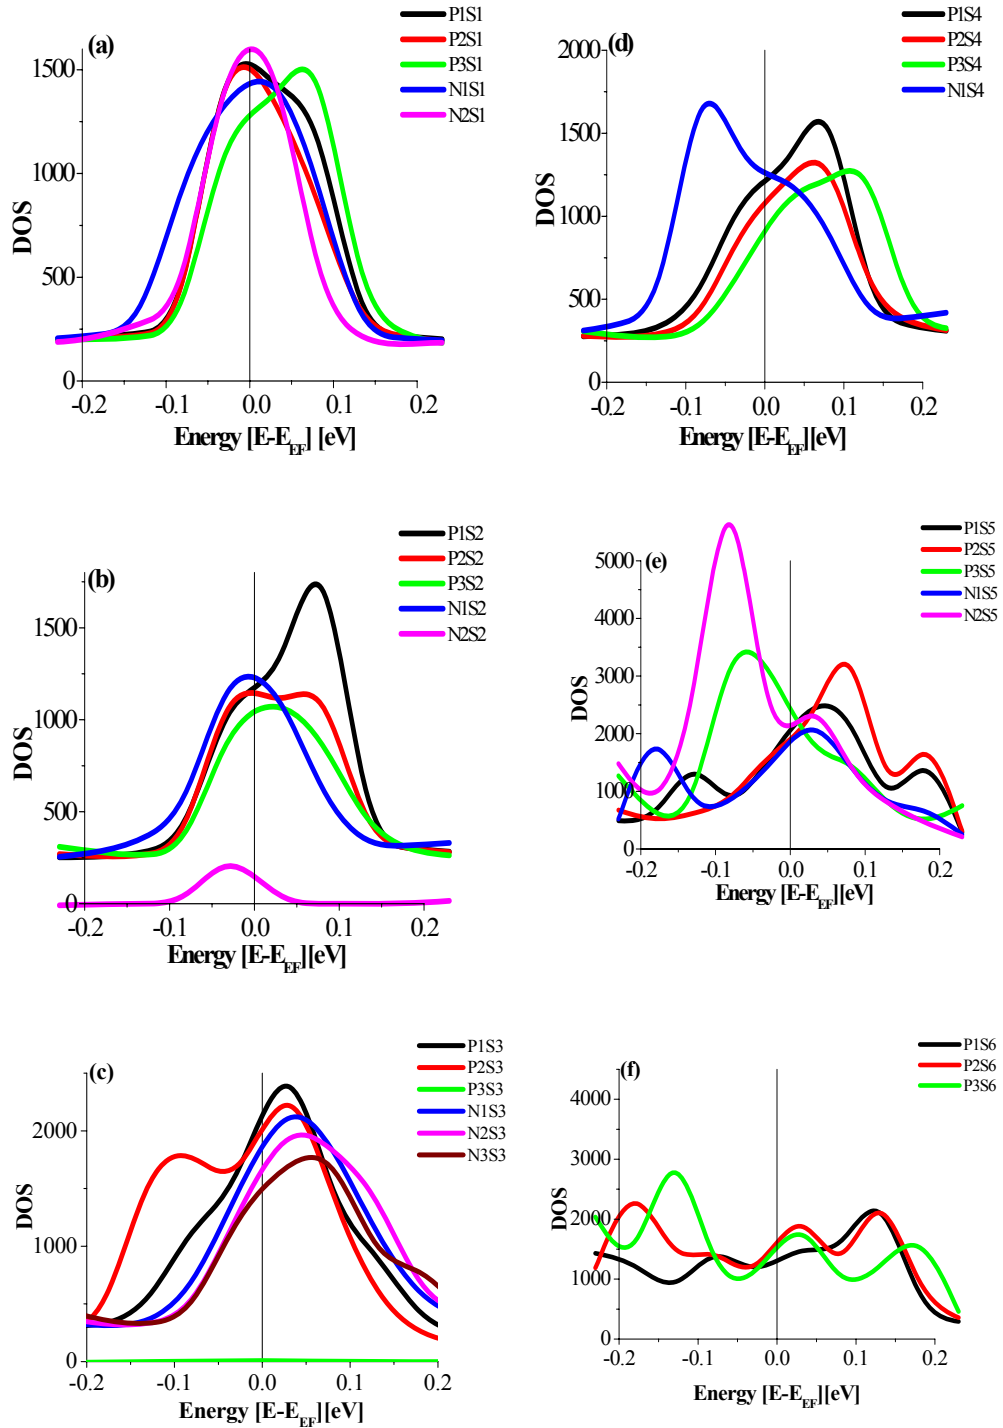 (a)
P1S1
P2S1
P3S1
N1S1
N2S1
1500
1000
500
0
DOS
-0.2 -0.1 0.0 0.1 0.2
Energy [E-E_EF] [eV]
(d)
P1S4
P2S4
P3S4
N1S4
2000
1500
1000
500
0
DOS
-0.2 -0.1 0.0 0.1 0.2
Energy [E-E_EF][eV]
(b)
P1S2
P2S2
P3S2
N1S2
N2S2
1500
1000
500
0
DOS
-0.2 -0.1 0.0 0.1 0.2
Energy [E-E_EF][eV]
(e)
P1S5
P2S5
P3S5
N1S5
N2S5
5000
4000
3000
2000
1000
0
DOS
-0.2 -0.1 0.0 0.1 0.2
Energy [E-E_EF][eV]
(c)
P1S3
P2S3
P3S3
N1S3
N2S3
N3S3
2000
1000
0
DOS
-0.2 -0.1 0.0 0.1 0.2
Energy [E-E_EF] [eV]
(f)
P1S6
P2S6
P3S6
4000
3000
2000
1000
0
DOS
-0.2 -0.1 0.0 0.1 0.2
Energy [E-E_EF] [eV]